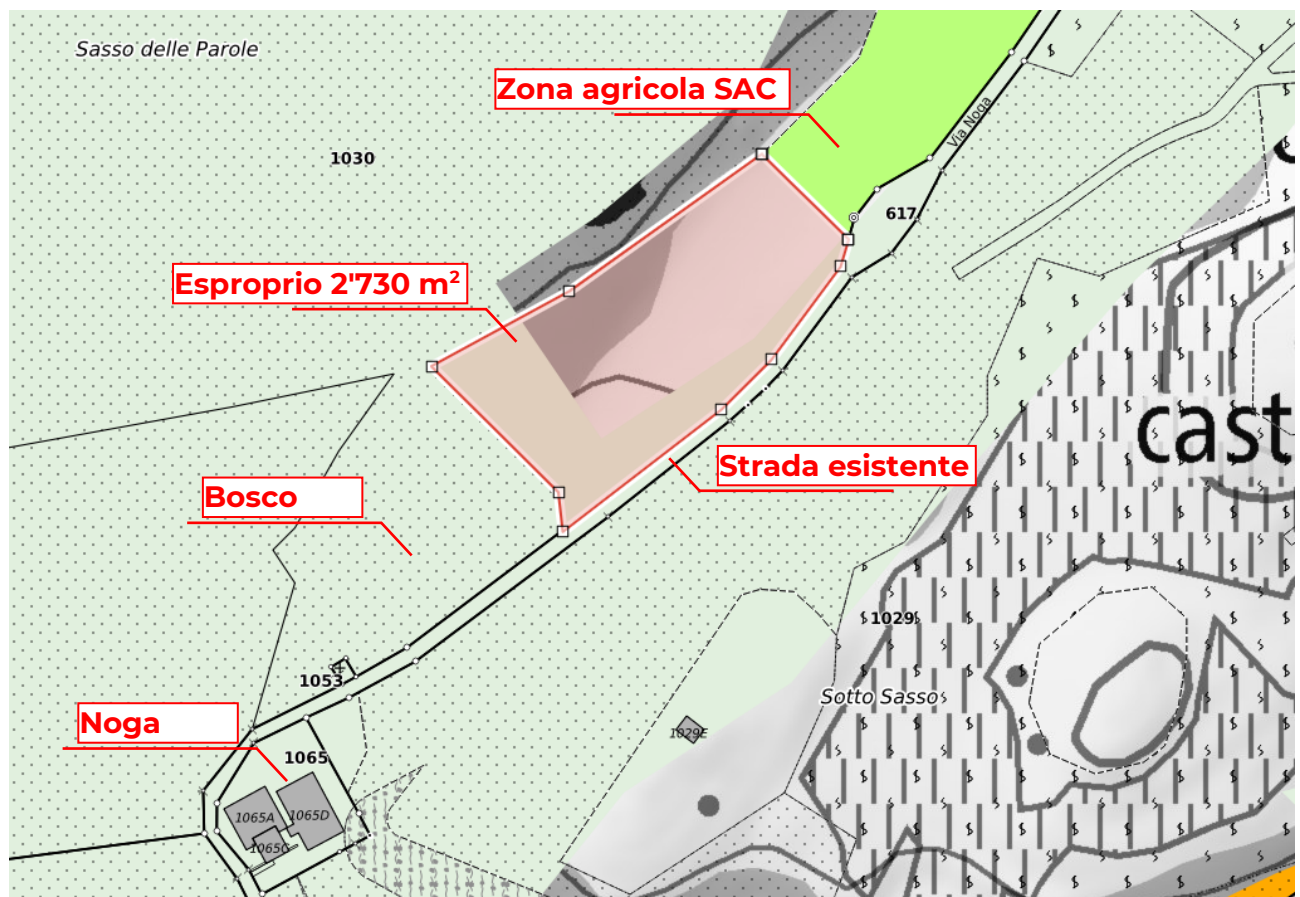 Sasso delle Parole
Zona agricola SAC
Via Noga
1030
617
Esproprio 2'730 m²
cast
Strada esistente
Bosco
1029
1053
Sotto Sasso
Noga
1029E
1065
1065A
1065D
1065C